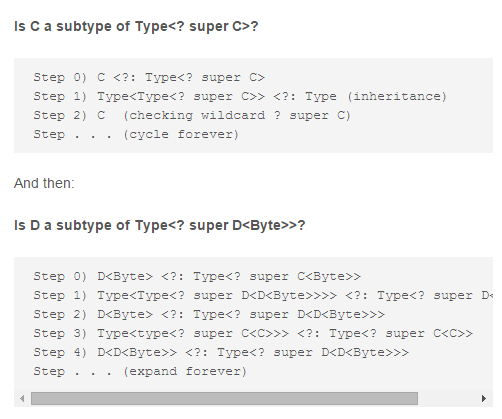 Is C a subtype of Type<? super C>?
Step 0) C <?: Type<? super C>
Step 1) Type<Type<? super C>> <?: Type (inheritance)
Step 2) C  (checking wildcard ? super C)
Step . . . (cycle forever)
And then:
Is D a subtype of Type<? super D<Byte>>?
Step 0) D<Byte> <?: Type<? super C<Byte>>
Step 1) Type<Type<? super D<D<Byte>>>> <?: Type<? super D<
Step 2) D<Byte> <?: Type<? super D<D<Byte>>>
Step 3) Type<type<? super C<C>>> <?: Type<? super C<C>>
Step 4) D<D<Byte>> <?: Type<? super D<D<Byte>>>
Step . . . (expand forever)